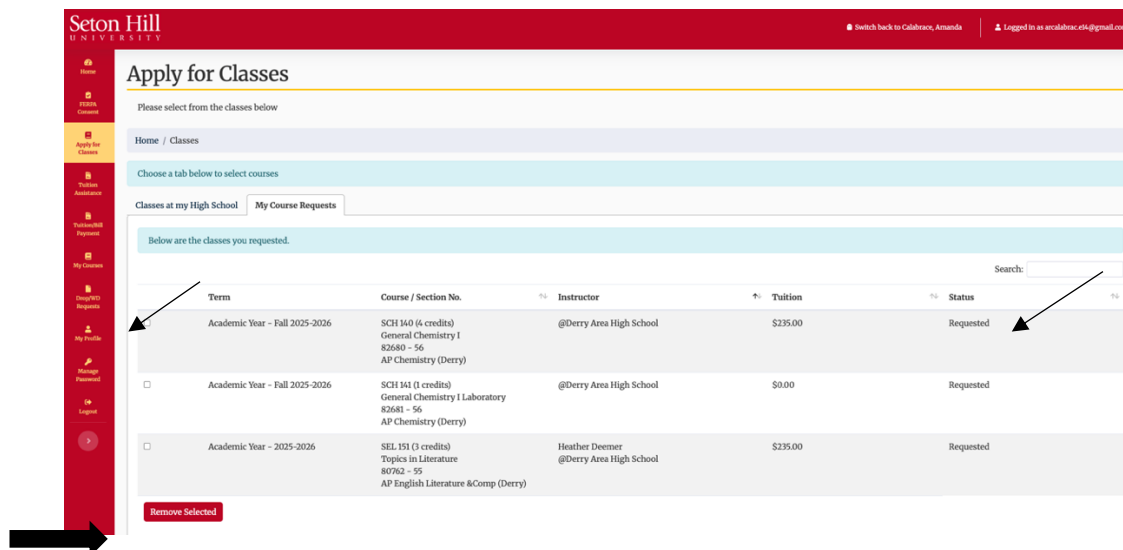 Seton Hill
UNIVERSITY
Switch back to Calabrace, Amanda
Logged in as arcalabrac.el4@gmail.co
Home
FERPA
Consent
Apply for
Classes
Tuition
Assistance
Tuition/Bill
Payment
My Courses
Drop/WD
Requests
My Profile
Manage
Password
Logout
Apply for Classes
Please select from the classes below
Home / Classes
Choose a tab below to select courses
Classes at my High School My Course Requests
Below are the classes you requested.
Search:
Term Course / Section No. Instructor Tuition Status
Academic Year - Fall 2025-2026 SCH 140 (4 credits) @Derry Area High School $235.00 Requested
General Chemistry I
82680 - 56
AP Chemistry (Derry)
Academic Year - Fall 2025-2026 SCH 141 (1 credits) @Derry Area High School $0.00 Requested
General Chemistry I Laboratory
82681 - 56
AP Chemistry (Derry)
Academic Year - 2025-2026 SEL 151 (3 credits) Heather Deemer $235.00 Requested
Topics in Literature @Derry Area High School
80762 - 55
AP English Literature &Comp (Derry)
Remove Selected